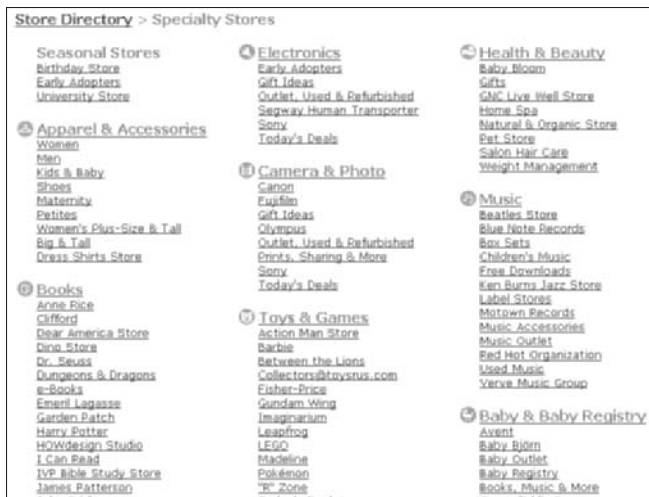 Store Directory > Specialty Stores
Seasonal Stores
Birthday Store
Early Adopters
University Store
Apparel & Accessories
Women
Men
Kids & Baby
Shoes
Maternity
Petites
Women's Plus-Size & Tall
Big & Tall
Dress Shirts Store
Books
Anne Rice
Clifford
Dear America Store
Dino Store
Dr. Seuss
Dungeons & Dragons
e-Books
Emeril Lagasse
Garden Patch
Harry Potter
HOWdesign Studio
I Can Read
IVP Bible Study Store
James Patterson
Electronics
Early Adopters
Gift Ideas
Outlet, Used & Refurbished
Segway Human Transporter
Sony
Today's Deals
Camera & Photo
Canon
Fujifilm
Gift Ideas
Olympus
Outlet, Used & Refurbished
Prints, Sharing & More
Sony
Today's Deals
Toys & Games
Action Man Store
Barbie
Between the Lions
Collectors@toysrus.com
Fisher-Price
Gundam Wing
Imaginarium
Leapfrog
LEGO
Madeline
Pokémon
"R" Zone
Health & Beauty
Baby Bloom
Gifts
GNC Live Well Store
Home Spa
Natural & Organic Store
Pet Store
Salon Hair Care
Weight Management
Music
Beatles Store
Blue Note Records
Box Sets
Children's Music
Free Downloads
Ken Burns Jazz Store
Label Stores
Motown Records
Music Accessories
Music Outlet
Red Hot Organization
Used Music
Verve Music Group
Baby & Baby Registry
Avent
Baby Björn
Baby Outlet
Baby Registry
Books, Music & More